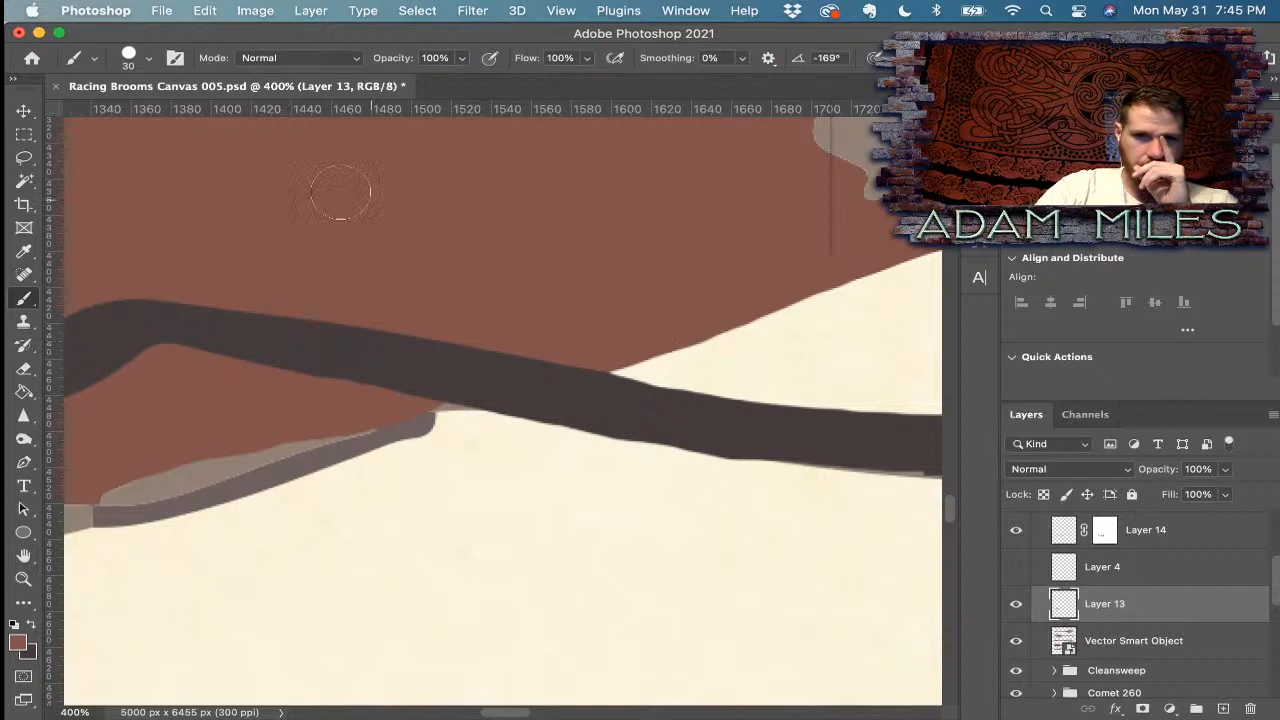 Photoshop File Edit Image Layer Type Select Filter 3D View Plugins Window Help Mon May 31 7:45 PM
Adobe Photoshop 2021
30 Mode: Normal Opacity: 100% Flow: 100% Smoothing: 0% -169°
Racing Brooms Canvas 005.psd @ 400% (Layer 13, RGB/8) *
1340 1360 1380 1400 1420 1440 1460 1480 1500 1520 1540 1560 1580 1600 1620 1640 1660 1680 1700 1720
ADAM MILES
Align and Distribute
A|
Align:
Quick Actions
Layers Channels
Kind
Normal Opacity: 100%
Lock: Fill: 100%
Layer 14
Layer 4
Layer 13
Vector Smart Object
Cleansweep
Comet 260
400% 5000 px x 6455 px (300 ppi)